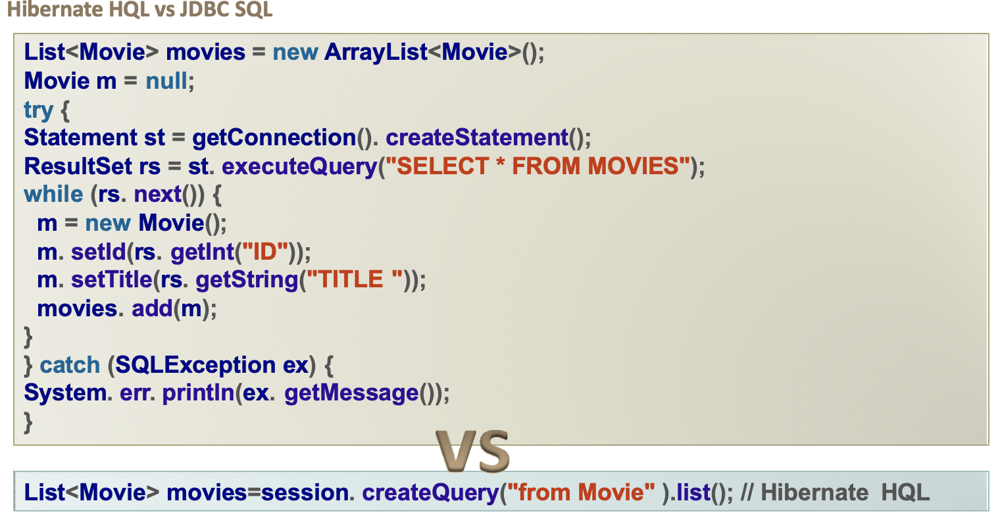 Hibernate HQL vs JDBC SQL
List<Movie> movies = new ArrayList<Movie>();
Movie m = null;
try {
Statement st = getConnection(). createStatement();
ResultSet rs = st. executeQuery("SELECT * FROM MOVIES");
while (rs. next()) {
m = new Movie();
m. setId(rs. getInt("ID"));
m. setTitle(rs. getString("TITLE "));
movies. add(m);
}
} catch (SQLException ex) {
System. err. println(ex. getMessage());
}
VS
List<Movie> movies=session. createQuery("from Movie" ).list(); // Hibernate  HQL